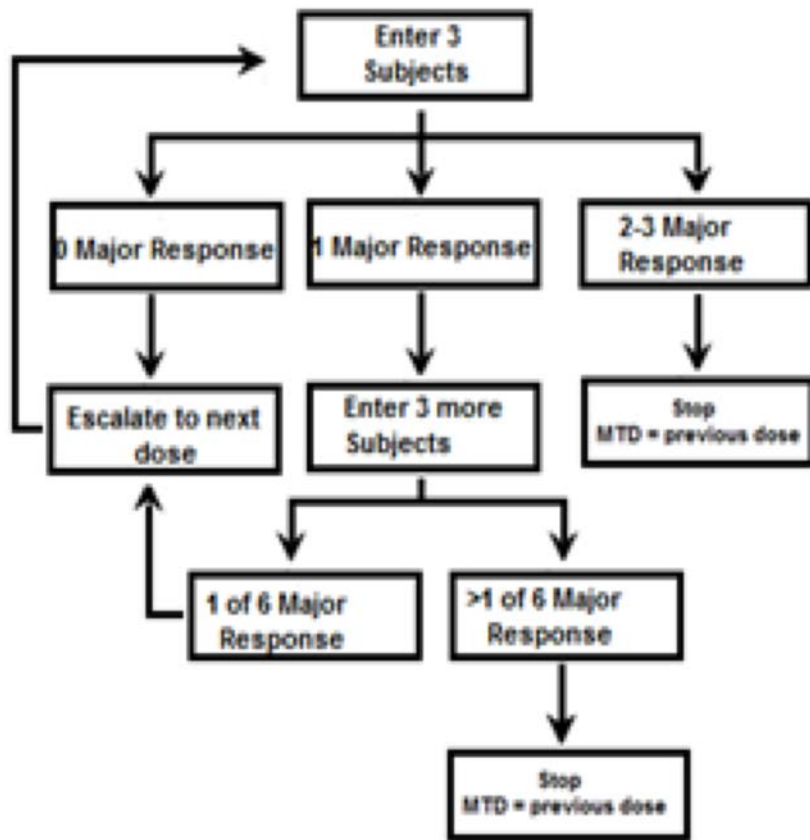 Enter 3
Subjects
0 Major Response
1 Major Response
2-3 Major
Response
Escalate to next
dose
Enter 3 more
Subjects
Stop
MTD = previous dose
1 of 6 Major
Response
>1 of 6 Major
Response
Stop
MTD = previous dose